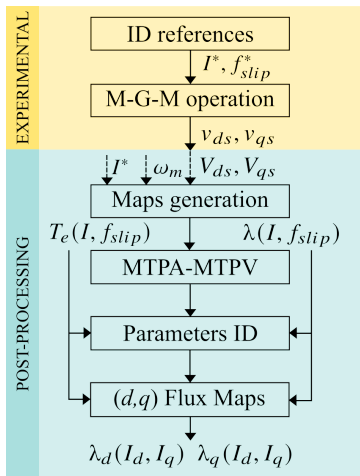 EXPERIMENTAL
ID references
I*, f*slip
M-G-M operation
vds, vqs
POST-PROCESSING
I* ωm Vds, Vqs
Maps generation
Te(I, fslip) λ(I, fslip)
MTPA-MTPV
Parameters ID
(d,q) Flux Maps
λd(Id, Iq) λq(Id, Iq)